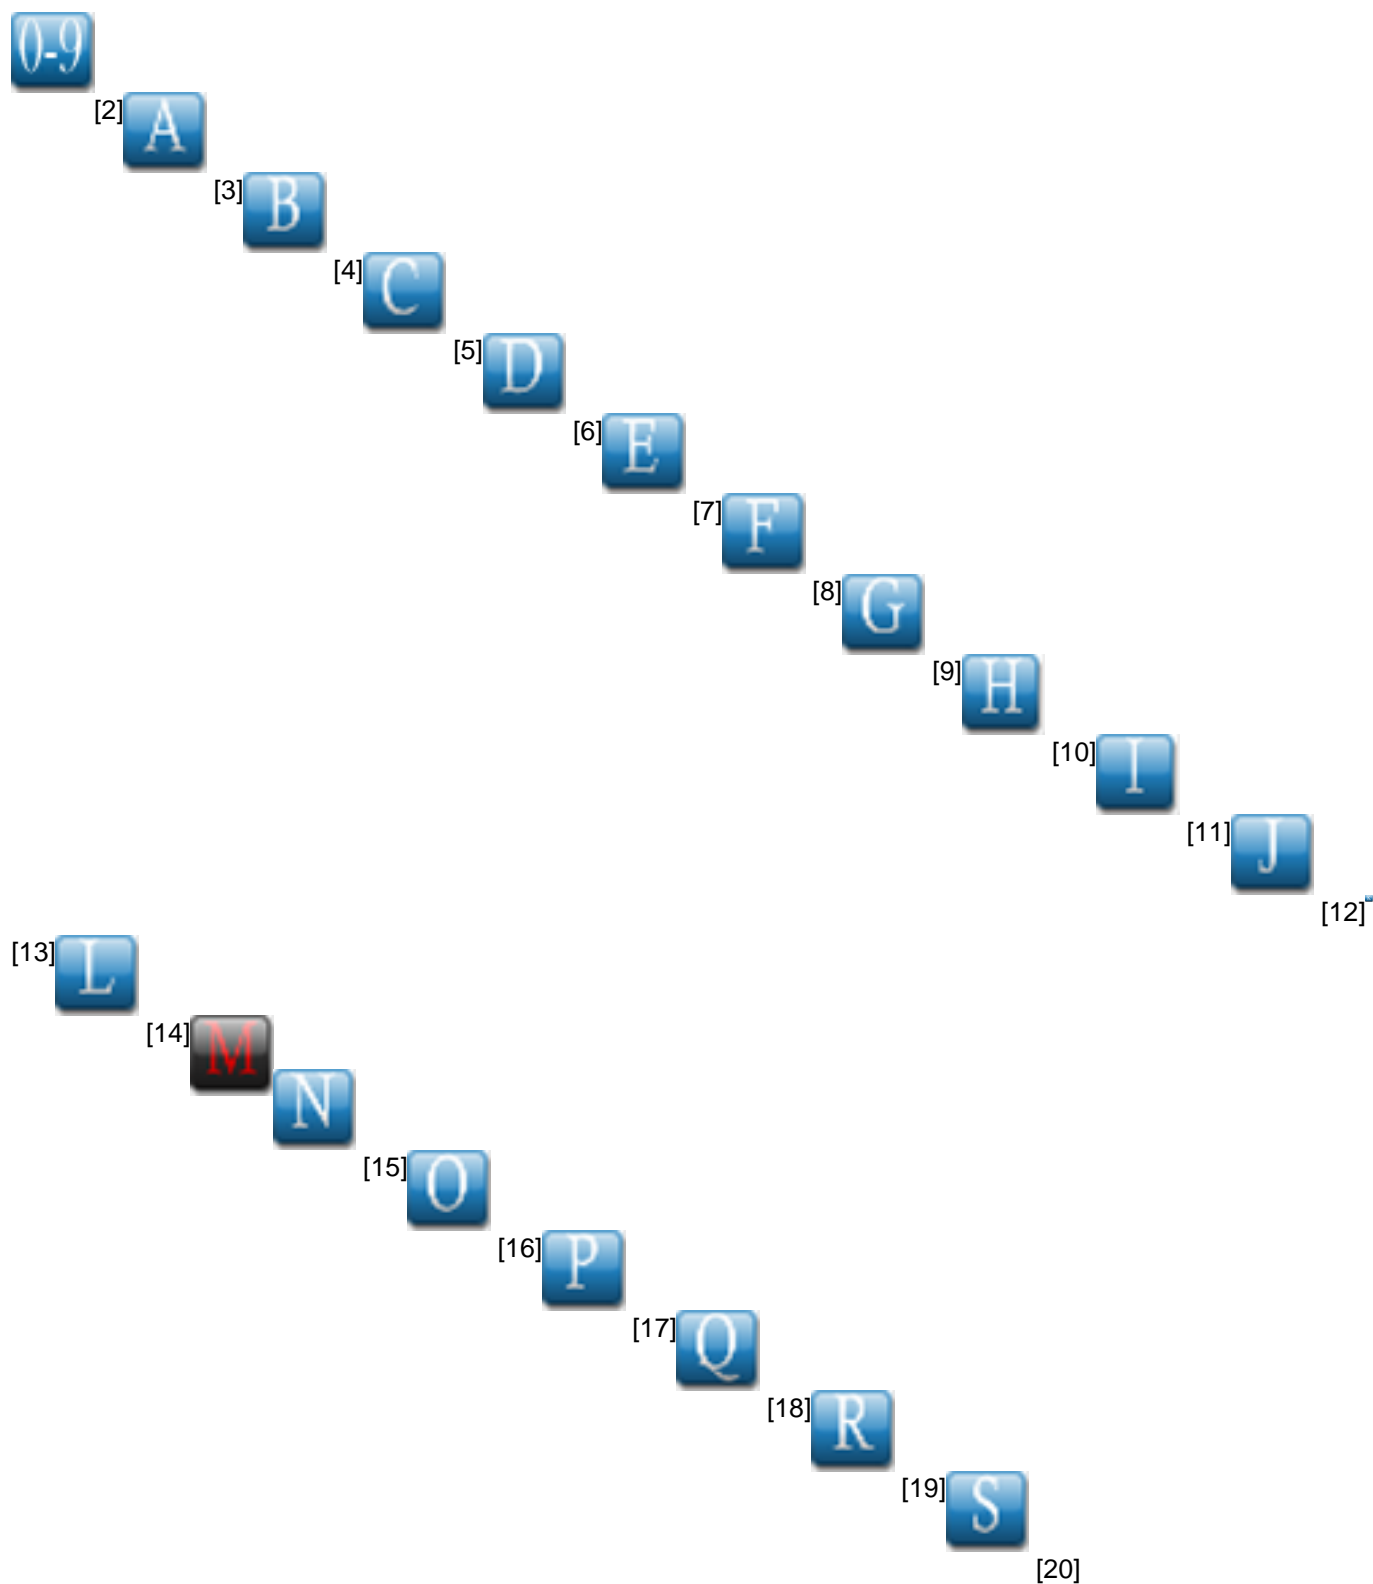 0-9
[2] A
[3] B
[4] C
[5] D
[6] E
[7] F
[8] G
[9] H
[10] I
[11] J
[12]
[13] L
[14] M
N
[15] O
[16] P
[17] Q
[18] R
[19] S
[20]